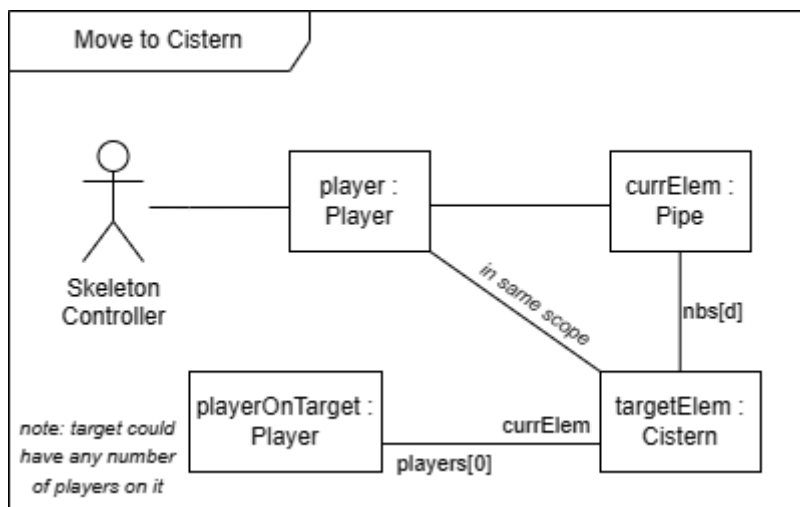 Move to Cistern
player :
Player
currElem :
Pipe
Skeleton
Controller
in same scope
nbs[d]
playerOnTarget :
Player
currElem
players[0]
targetElem :
Cistern
note: target could
have any number
of players on it